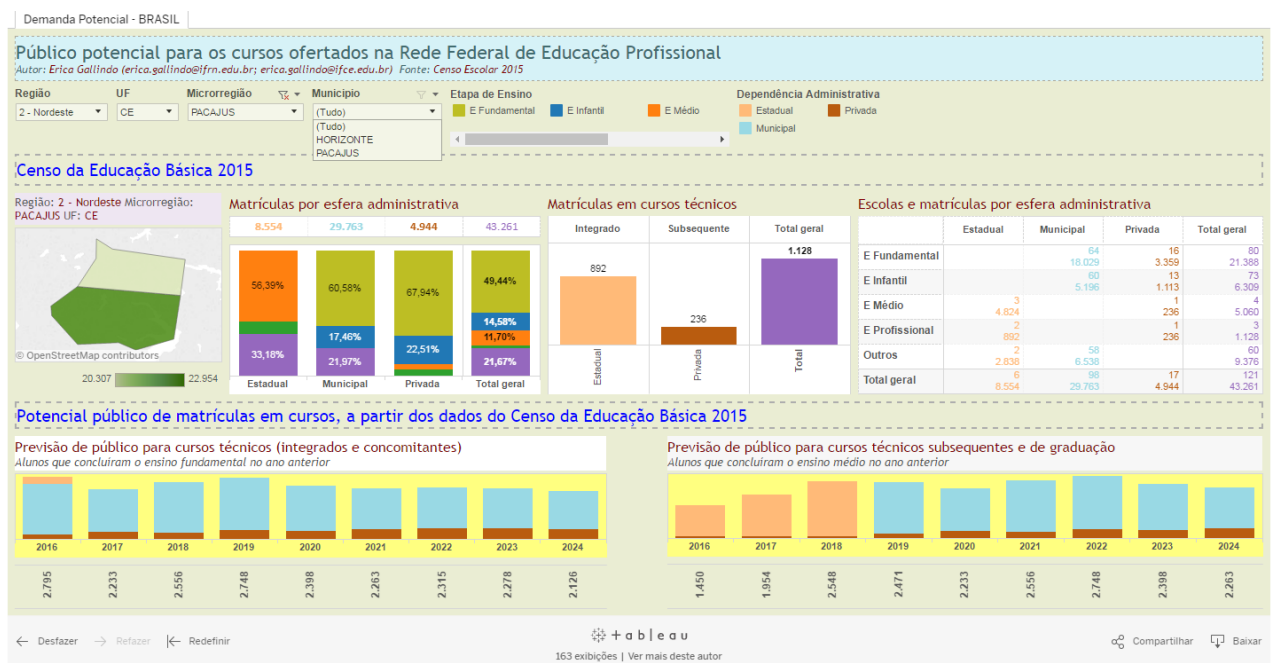 Demanda Potencial - BRASIL
Público potencial para os cursos ofertados na Rede Federal de Educação Profissional
Autor: Erica Gallindo (erica.gallindo@ifrn.edu.br; erica.gallindo@ifce.edu.br) Fonte: Censo Escolar 2015
Região UF Microrregião Municipio Etapa de Ensino Dependência Administrativa
2 - Nordeste CE PACAJUS (Tudo) E Fundamental E Infantil E Médio Estadual Privada
(Tudo) Municipal
HORIZONTE
PACAJUS
Censo da Educação Básica 2015
Região: 2 - Nordeste Microrregião:
PACAJUS UF: CE
© OpenStreetMap contributors
20.307 22.954
Matrículas por esfera administrativa
8.554 29.763 4.944 43.261
56,39% 60,58% 67,94% 49,44%
14,58%
17,46% 11,70%
33,18% 21,97% 22,51% 21,67%
Estadual Municipal Privada Total geral
Matrículas em cursos técnicos
Integrado Subsequente Total geral
1.128
892
236
Estadual Privada Total
Escolas e matrículas por esfera administrativa
Estadual Municipal Privada Total geral
E Fundamental 64 16 80
18.029 3.359 21.388
E Infantil 60 13 73
5.196 1.113 6.309
E Médio 3 1 4
4.824 236 5.060
E Profissional 2 1 3
892 236 1.128
Outros 2 58 60
2.838 6.538 9.376
Total geral 6 98 17 121
8.554 29.763 4.944 43.261
Potencial público de matrículas em cursos, a partir dos dados do Censo da Educação Básica 2015
Previsão de público para cursos técnicos (integrados e concomitantes)
Alunos que concluiram o ensino fundamental no ano anterior
2016 2017 2018 2019 2020 2021 2022 2023 2024
2.795 2.233 2.556 2.748 2.398 2.263 2.315 2.278 2.126
Previsão de público para cursos técnicos subsequentes e de graduação
Alunos que concluiram o ensino médio no ano anterior
2016 2017 2018 2019 2020 2021 2022 2023 2024
1.450 1.954 2.548 2.471 2.233 2.556 2.748 2.398 2.263
Desfazer Refazer Redefinir
+ableau
163 exibições | Ver mais deste autor
Compartilhar Baixar